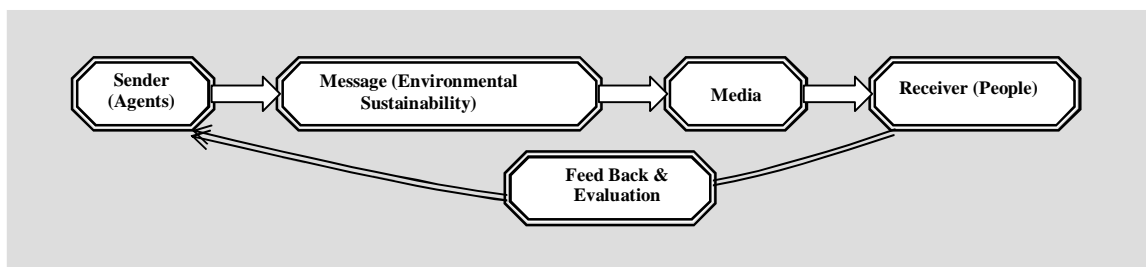 Sender
(Agents)
Message (Environmental
Sustainability)
Media
Receiver (People)
Feed Back &
Evaluation